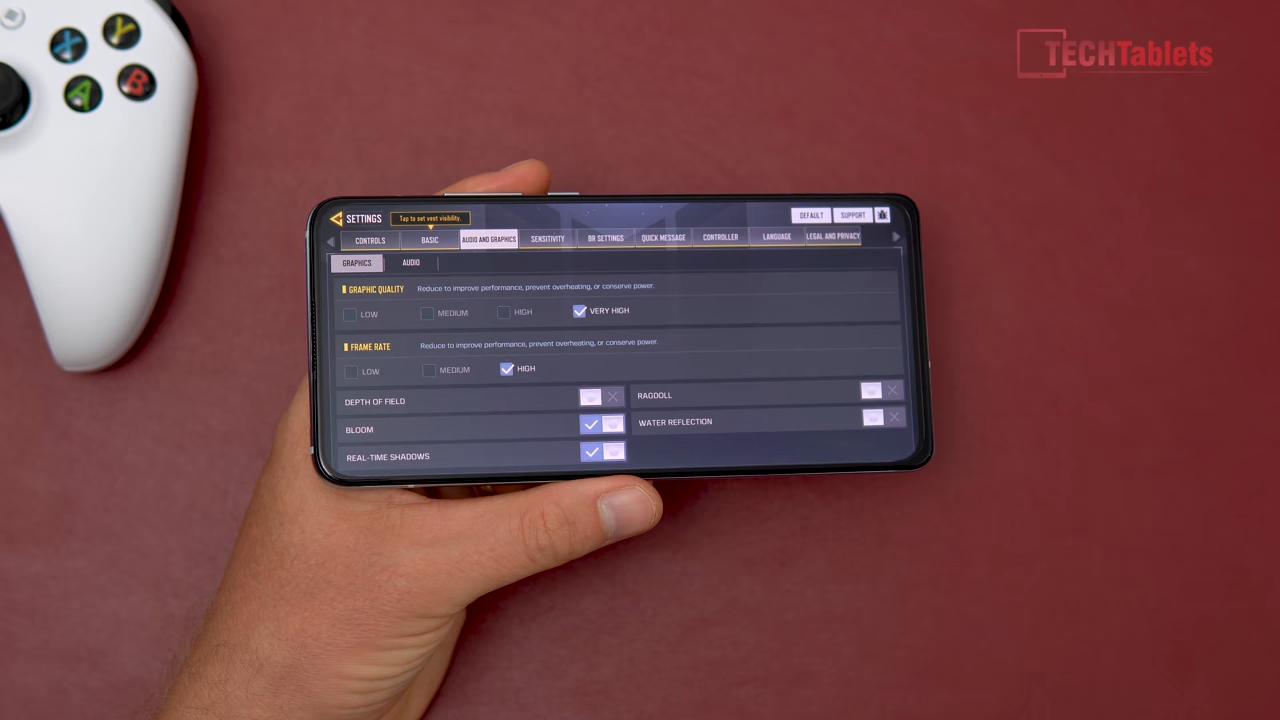 X
Y
A
B
TECHTablets
SETTINGS
Tap to set vest visibility.
DEFAULT
SUPPORT
CONTROLS
BASIC
AUDIO AND GRAPHICS
SENSITIVITY
BR SETTINGS
QUICK MESSAGE
CONTROLLER
LANGUAGE
LEGAL AND PRIVACY
GRAPHICS
AUDIO
GRAPHIC QUALITY
Reduce to improve performance, prevent overheating, or conserve power.
LOW
MEDIUM
HIGH
VERY HIGH
FRAME RATE
Reduce to improve performance, prevent overheating, or conserve power.
LOW
MEDIUM
HIGH
DEPTH OF FIELD
RAGDOLL
BLOOM
WATER REFLECTION
REAL-TIME SHADOWS